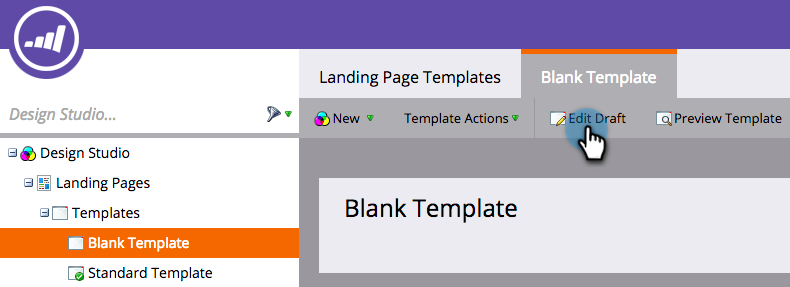 Landing Page Templates
Blank Template
Design Studio...
New
Template Actions
Edit Draft
Preview Template
Design Studio
Landing Pages
Templates
Blank Template
Standard Template
Blank Template